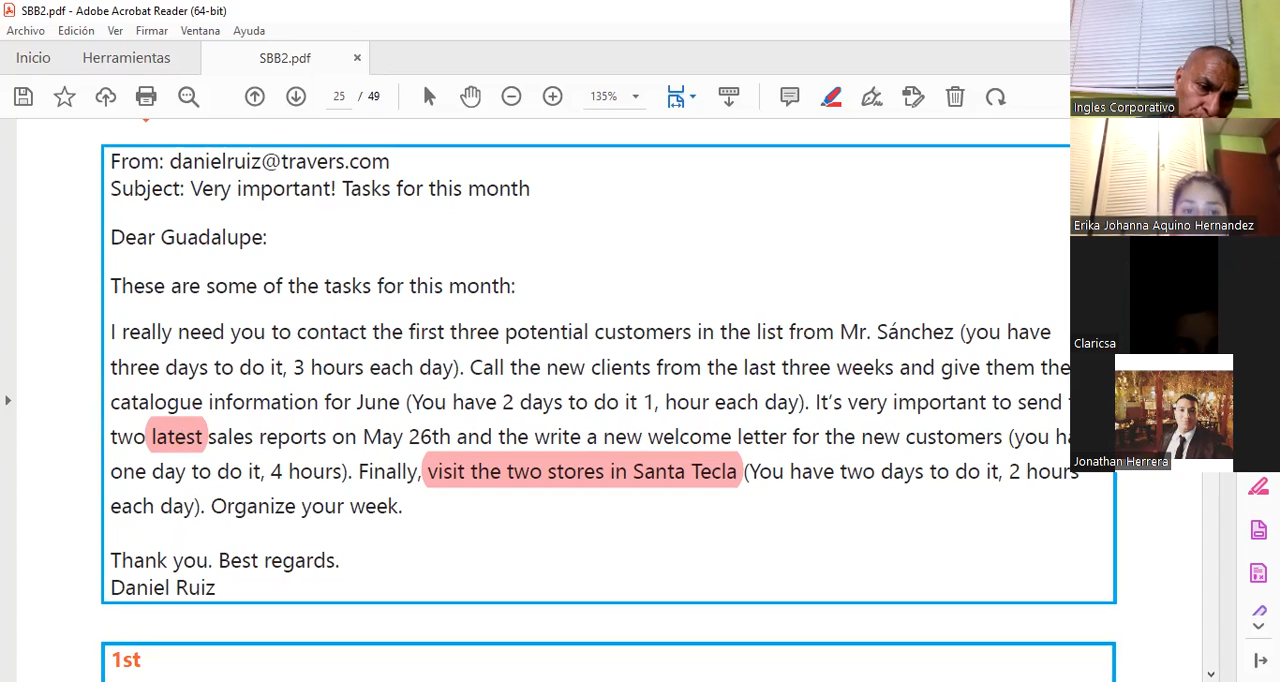 SBB2.pdf - Adobe Acrobat Reader (64-bit)
Archivo Edición Ver Firmar Ventana Ayuda
Inicio Herramientas SBB2.pdf ×
25 / 49 135%
From: danielruiz@travers.com
Subject: Very important! Tasks for this month
Dear Guadalupe:
These are some of the tasks for this month:
I really need you to contact the first three potential customers in the list from Mr. Sánchez (you have
three days to do it, 3 hours each day). Call the new clients from the last three weeks and give them the
catalogue information for June (You have 2 days to do it 1, hour each day). It’s very important to send
two latest sales reports on May 26th and the write a new welcome letter for the new customers (you
one day to do it, 4 hours). Finally, visit the two stores in Santa Tecla (You have two days to do it, 2 hours
each day). Organize your week.
Thank you. Best regards.
Daniel Ruiz
1st
Ingles Corporativo
Erika Johanna Aquino Hernandez
Claricsa
Jonathan Herrera